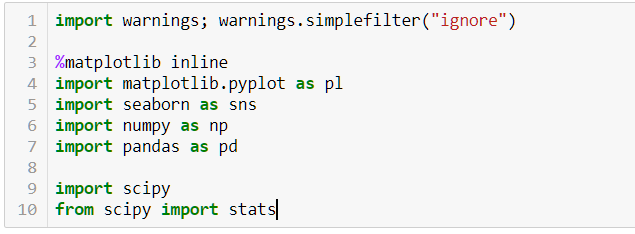 1 import warnings; warnings.simplefilter("ignore")
2
3 %matplotlib inline
4 import matplotlib.pyplot as pl
5 import seaborn as sns
6 import numpy as np
7 import pandas as pd
8
9 import scipy
10 from scipy import stats